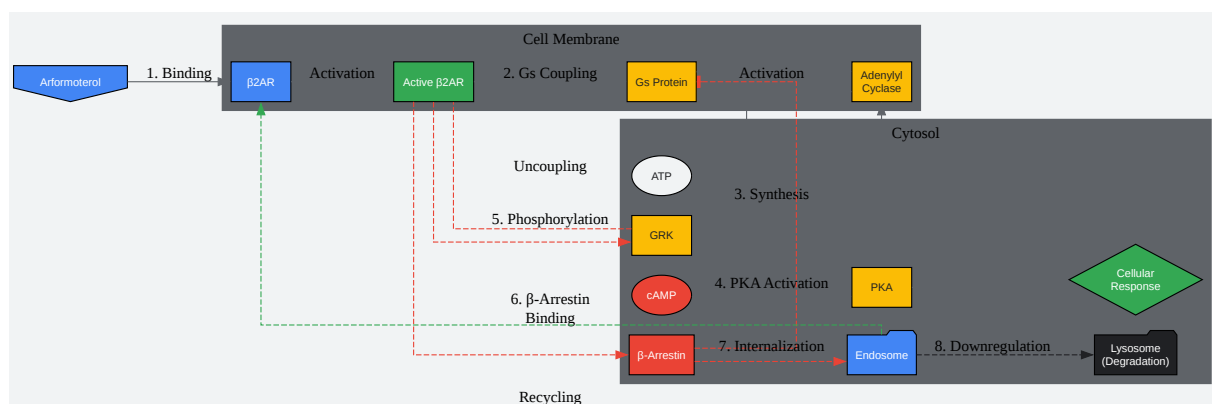 Cell Membrane
Arformoterol
1. Binding
β2AR
Activation
Active β2AR
2. Gs Coupling
Gs Protein
Activation
Adenylyl
Cyclase
Cytosol
Uncoupling
ATP
3. Synthesis
5. Phosphorylation
GRK
Cellular
Response
6. β-Arrestin
Binding
cAMP
4. PKA Activation
PKA
β-Arrestin
7. Internalization
Endosome
8. Downregulation
Lysosome
(Degradation)
Recycling